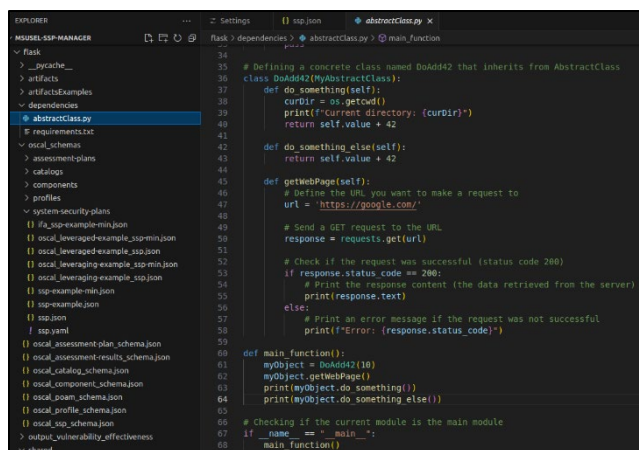 EXPLORER
MSUSEL-SSP-MANAGER
flask
__pycache__
artifacts
artifactsExamples
dependencies
abstractClass.py
requirements.txt
oscal_schemas
assessment-plans
catalogs
components
profiles
system-security-plans
ifa_ssp-example-min.json
oscal_leveraged-example_ssp-min.json
oscal_leveraged-example_ssp.json
oscal_leveraging-example_ssp-min.json
oscal_leveraging-example_ssp.json
ssp-example-min.json
ssp-example.json
ssp.json
ssp.yaml
oscal_assessment-plan_schema.json
oscal_assessment-results_schema.json
oscal_catalog_schema.json
oscal_component_schema.json
oscal_poam_schema.json
oscal_profile_schema.json
oscal_ssp_schema.json
output_vulnerability_effectiveness
shared
Settings {} ssp.json abstractClass.py
flask > dependencies > abstractClass.py > main_function
33 pass
34
35 # Defining a concrete class named DoAdd42 that inherits from AbstractClass
36 class DoAdd42(MyAbstractClass):
37 def do_something(self):
38 curDir = os.getcwd()
39 print(f"Current directory: {curDir}")
40 return self.value + 42
41
42 def do_something_else(self):
43 return self.value + 42
44
45 def getWebPage(self):
46 # Define the URL you want to make a request to
47 url = 'https://google.com/'
48
49 # Send a GET request to the URL
50 response = requests.get(url)
51
52 # Check if the request was successful (status code 200)
53 if response.status_code == 200:
54 # Print the response content (the data retrieved from the server)
55 print(response.text)
56 else:
57 # Print an error message if the request was not successful
58 print(f"Error: {response.status_code}")
59
60 def main_function():
61 myObject = DoAdd42(10)
62 myObject.getWebPage()
63 print(myObject.do_something())
64 print(myObject.do_something_else())
65
66 # Checking if the current module is the main module
67 if __name__ == "__main__":
68 main_function()